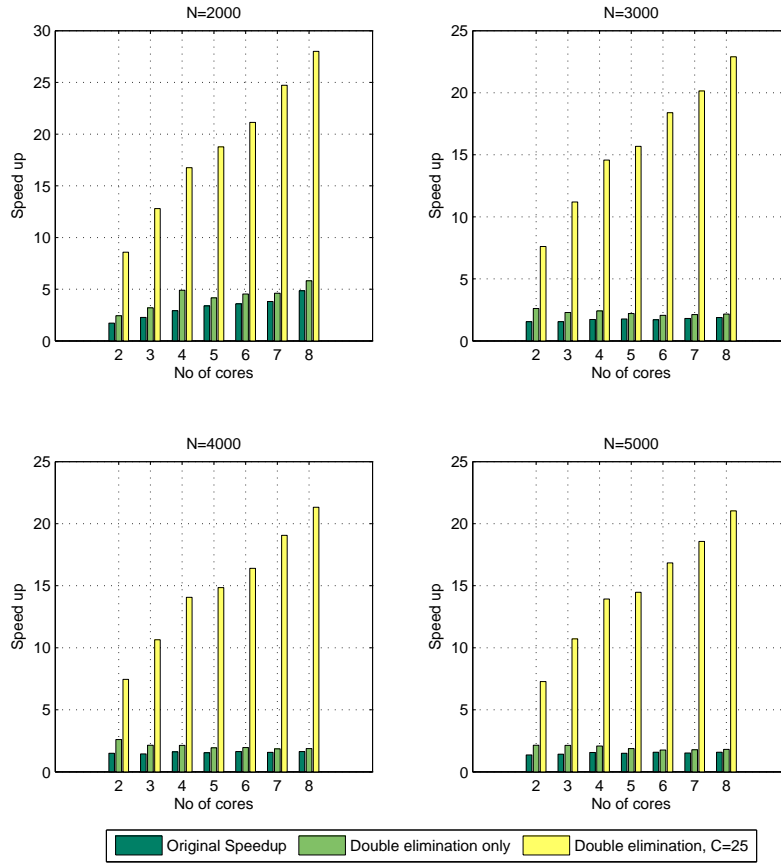 N=2000
30
25
20
15
10
5
0
Speed up
2 3 4 5 6 7 8
No of cores
N=3000
25
20
15
10
5
0
Speed up
2 3 4 5 6 7 8
No of cores
N=4000
25
20
15
10
5
0
Speed up
2 3 4 5 6 7 8
No of cores
N=5000
25
20
15
10
5
0
Speed up
2 3 4 5 6 7 8
No of cores
Original Speedup
Double elimination only
Double elimination, C=25